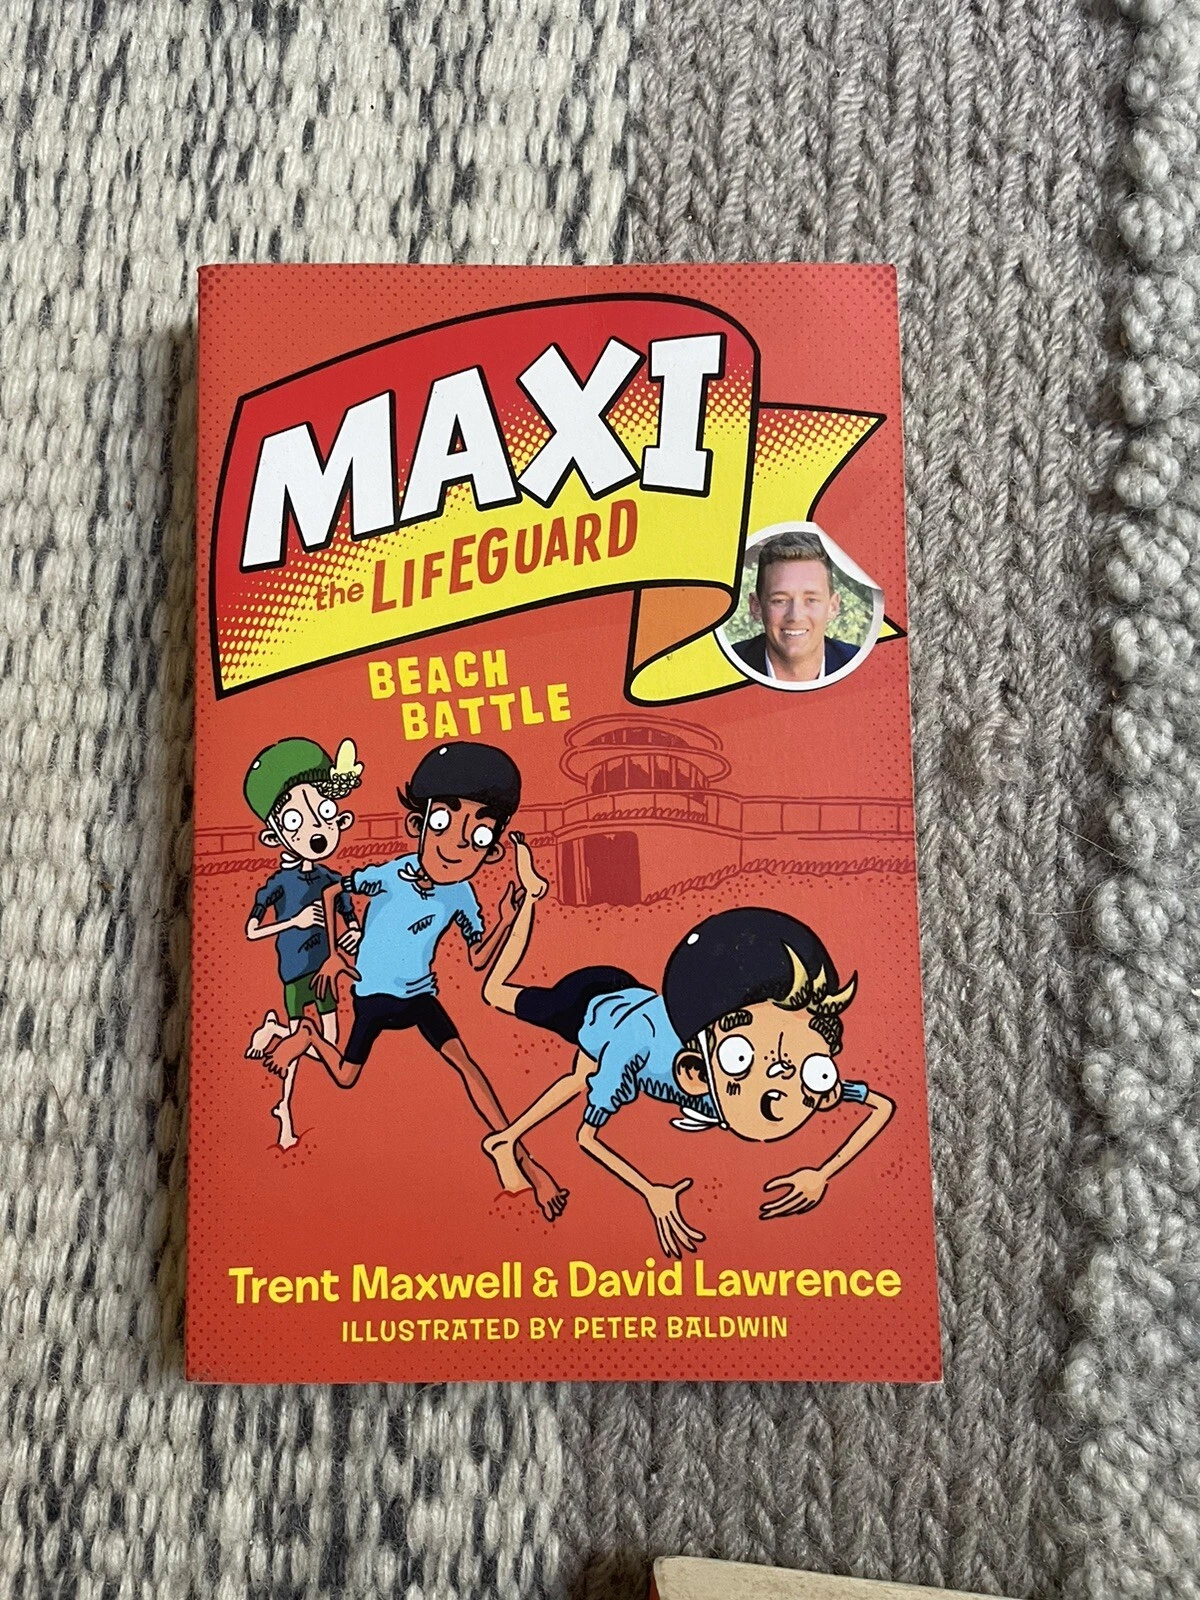 MAXI
the LIFEGUARD
BEACH
BATTLE
Trent Maxwell & David Lawrence
ILLUSTRATED BY PETER BALDWIN